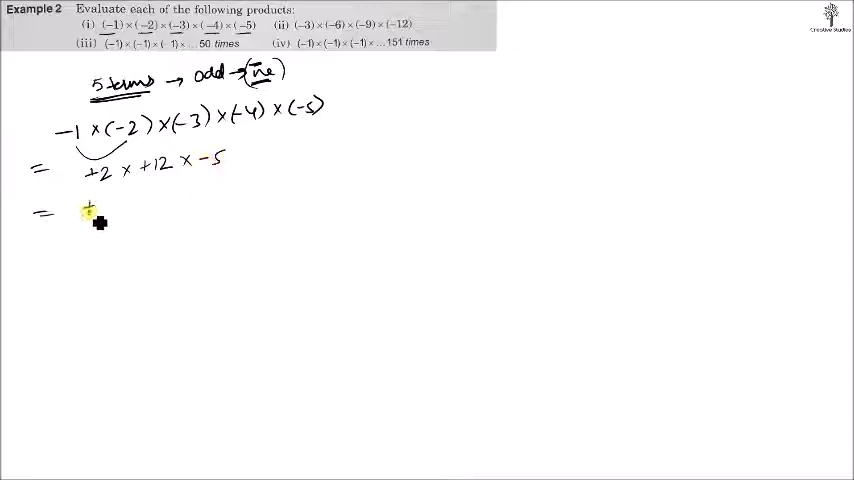 Example 2 Evaluate each of the following products:
(i) (−1) × (−2) × (−3) × (−4) × (−5) (ii) (−3) × (−6) × (−9) × (−12)
(iii) (−1) × (−1) × (−1) × ... 50 times (iv) (−1) × (−1) × (−1) × ... 151 times
Creative Studies
5 terms → odd → (−ve)
−1 × (−2) × (−3) × (−4) × (−5)
= +2 × +12 × −5
= +